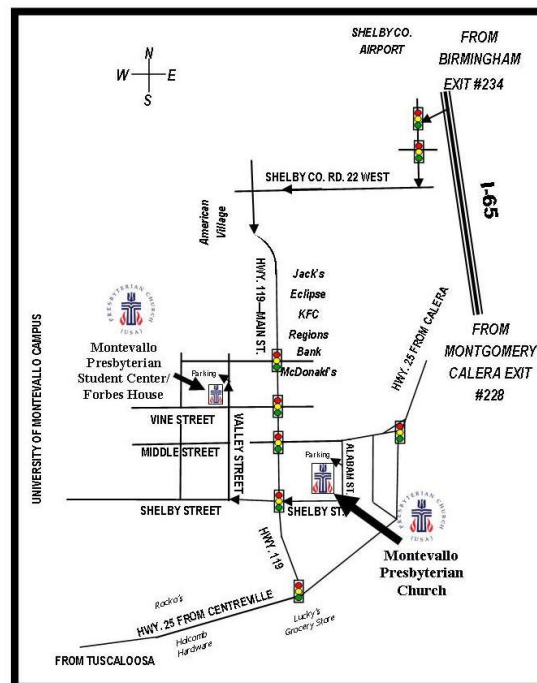 SHELBY CO.
AIRPORT
FROM
BIRMINGHAM
EXIT #234
N
W E
S
I-65
SHELBY CO. RD. 22 WEST
American
Village
HWY. 119—MAIN ST.
Jack's
Eclipse
KFC
Regions
Bank
McDonald's
HWY. 25 FROM CALERA
FROM
MONTGOMERY
CALERA EXIT
#228
PRESBYTERIAN CHURCH
(USA)
Montevallo
Presbyterian
Student Center/
Forbes House
Parking
UNIVERSITY OF MONTEVALLO CAMPUS
VINE STREET
VALLEY STREET
MIDDLE STREET
Parking
ALABAM ST.
SHELBY STREET
SHELBY ST.
PRESBYTERIAN CHURCH
(USA)
Montevallo
Presbyterian
Church
HWY. 119
Rocko's
HWY. 25 FROM CENTREVILLE
Lucky's
Grocery Store
Holcomb
Hardware
FROM TUSCALOOSA